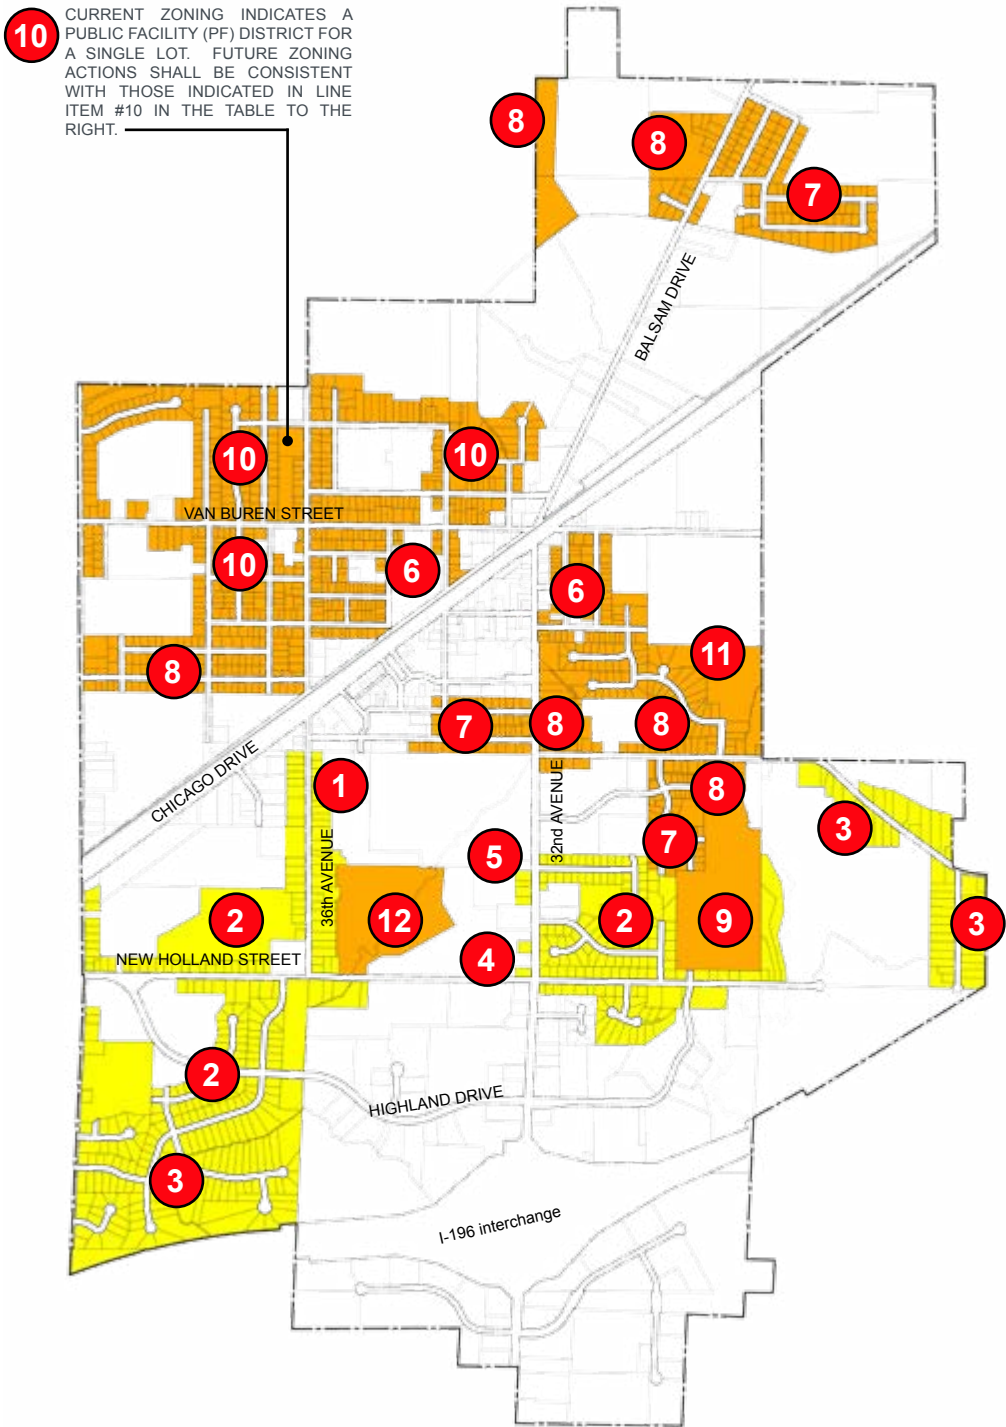 10
CURRENT ZONING INDICATES A
PUBLIC FACILITY (PF) DISTRICT FOR
A SINGLE LOT. FUTURE ZONING
ACTIONS SHALL BE CONSISTENT
WITH THOSE INDICATED IN LINE
ITEM #10 IN THE TABLE TO THE
RIGHT.
8
8
7
BALSAM DRIVE
10
10
VAN BUREN STREET
10
6
6
11
8
7
8
8
CHICAGO DRIVE
1
36th AVENUE
32nd AVENUE
8
3
7
5
2
12
2
9
3
NEW HOLLAND STREET
4
2
HIGHLAND DRIVE
3
I-196 interchange